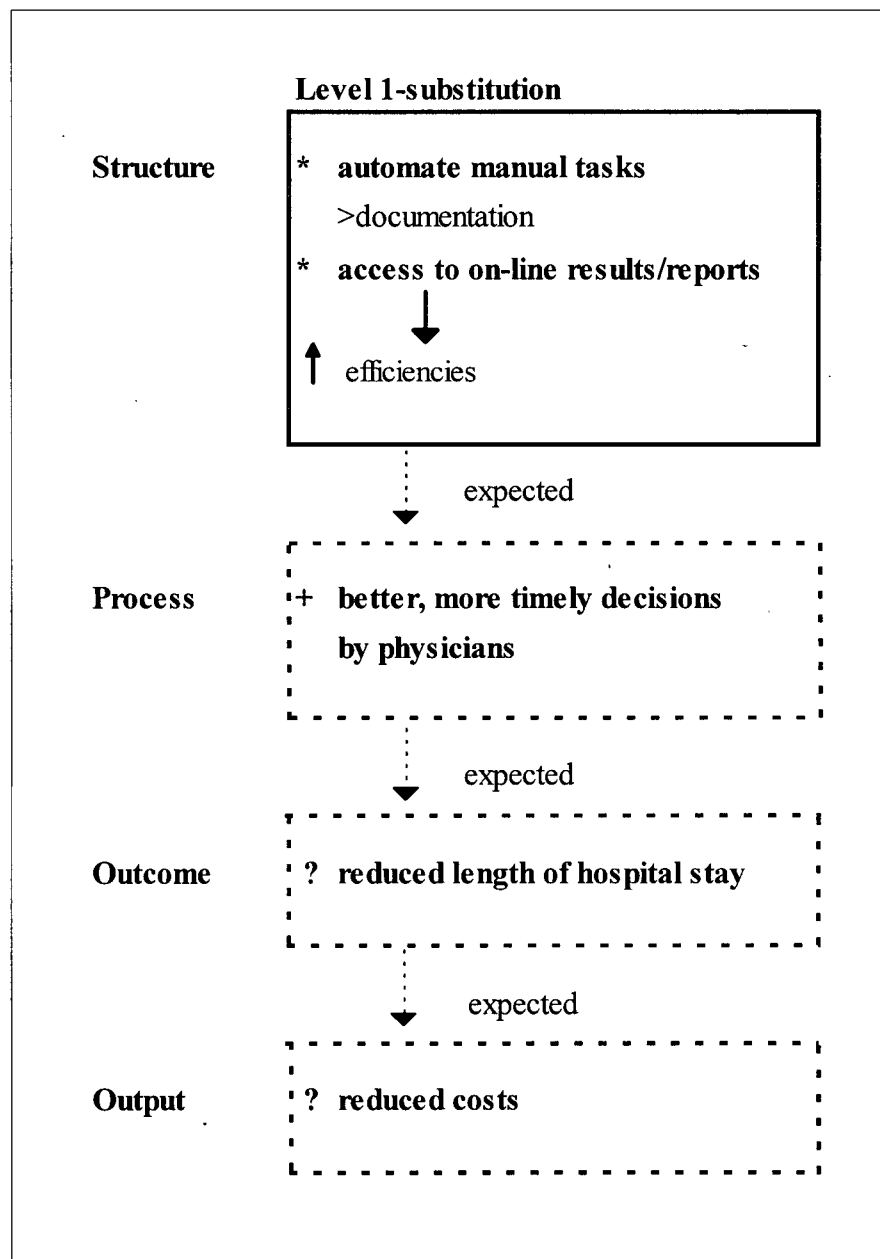 Level 1-substitution
Structure * automate manual tasks
>documentation
* access to on-line results/reports
efficiencies
expected
Process + better, more timely decisions
by physicians
expected
Outcome ? reduced length of hospital stay
expected
Output ? reduced costs